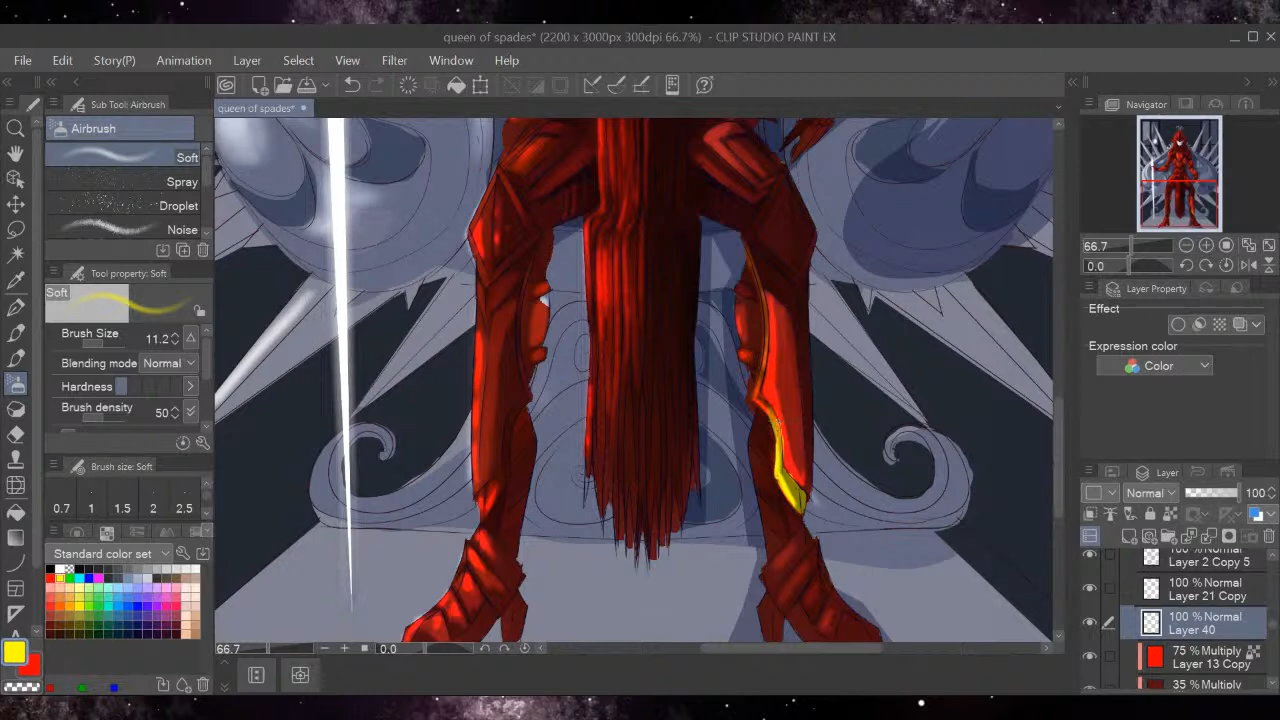 queen of spades* (2200 x 3000px 300dpi 66.7%) - CLIP STUDIO PAINT EX
File Edit Story(P) Animation Layer Select View Filter Window Help
Sub Tool: Airbrush
queen of spades*
Navigator
Airbrush
Soft
Spray
Droplet
Noise
66.7
0.0
Tool property: Soft
Layer Property
Soft
Effect
Brush Size 11.2
Expression color
Blending mode Normal
Color
Hardness
Brush density 50
Brush size: Soft
Layer
0.7 1 1.5 2 2.5
Normal 100
Standard color set
Layer 2 Copy 5
100 % Normal
Layer 21 Copy
100 % Normal
Layer 40
75 % Multiply
Layer 13 Copy
35 % Multiply
66.7 0.0